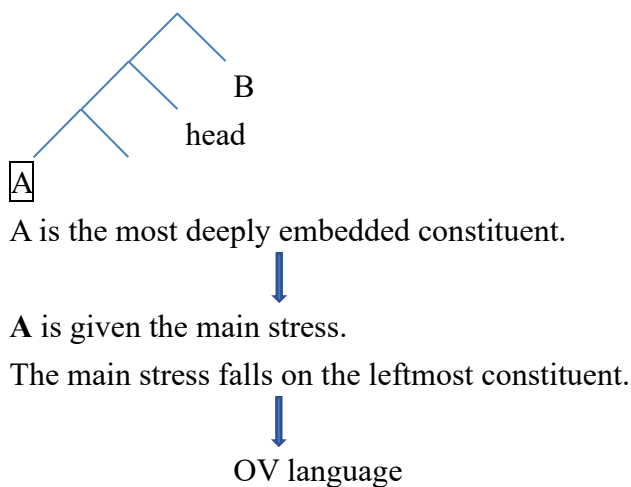 B
head
A
A is the most deeply embedded constituent.
A is given the main stress.
The main stress falls on the leftmost constituent.
OV language